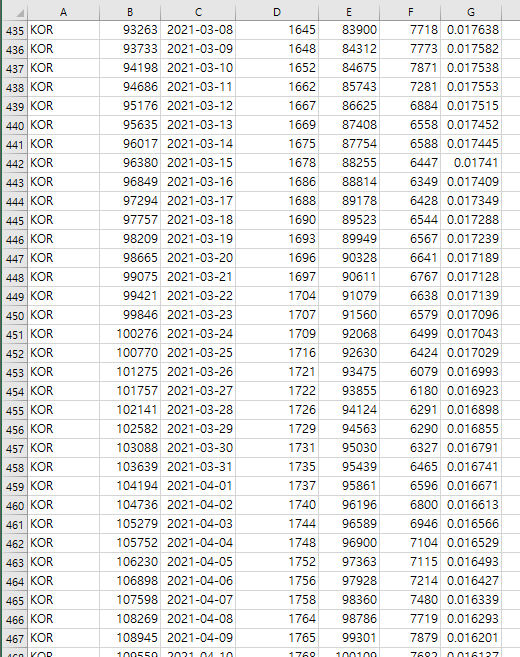 A B C D E F G
435 KOR 93263 2021-03-08 1645 83900 7718 0.017638
436 KOR 93733 2021-03-09 1648 84312 7773 0.017582
437 KOR 94198 2021-03-10 1652 84675 7871 0.017538
438 KOR 94686 2021-03-11 1662 85743 7281 0.017553
439 KOR 95176 2021-03-12 1667 86625 6884 0.017515
440 KOR 95635 2021-03-13 1669 87408 6558 0.017452
441 KOR 96017 2021-03-14 1675 87754 6588 0.017445
442 KOR 96380 2021-03-15 1678 88255 6447 0.01741
443 KOR 96849 2021-03-16 1686 88814 6349 0.017409
444 KOR 97294 2021-03-17 1688 89178 6428 0.017349
445 KOR 97757 2021-03-18 1690 89523 6544 0.017288
446 KOR 98209 2021-03-19 1693 89949 6567 0.017239
447 KOR 98665 2021-03-20 1696 90328 6641 0.017189
448 KOR 99075 2021-03-21 1697 90611 6767 0.017128
449 KOR 99421 2021-03-22 1704 91079 6638 0.017139
450 KOR 99846 2021-03-23 1707 91560 6579 0.017096
451 KOR 100276 2021-03-24 1709 92068 6499 0.017043
452 KOR 100770 2021-03-25 1716 92630 6424 0.017029
453 KOR 101275 2021-03-26 1721 93475 6079 0.016993
454 KOR 101757 2021-03-27 1722 93855 6180 0.016923
455 KOR 102141 2021-03-28 1726 94124 6291 0.016898
456 KOR 102582 2021-03-29 1729 94563 6290 0.016855
457 KOR 103088 2021-03-30 1731 95030 6327 0.016791
458 KOR 103639 2021-03-31 1735 95439 6465 0.016741
459 KOR 104194 2021-04-01 1737 95861 6596 0.016671
460 KOR 104736 2021-04-02 1740 96196 6800 0.016613
461 KOR 105279 2021-04-03 1744 96589 6946 0.016566
462 KOR 105752 2021-04-04 1748 96900 7104 0.016529
463 KOR 106230 2021-04-05 1752 97363 7115 0.016493
464 KOR 106898 2021-04-06 1756 97928 7214 0.016427
465 KOR 107598 2021-04-07 1758 98360 7480 0.016339
466 KOR 108269 2021-04-08 1764 98786 7719 0.016293
467 KOR 108945 2021-04-09 1765 99301 7879 0.016201
468 KOR 109559 2021-04-10 1768 100109 7682 0.016137